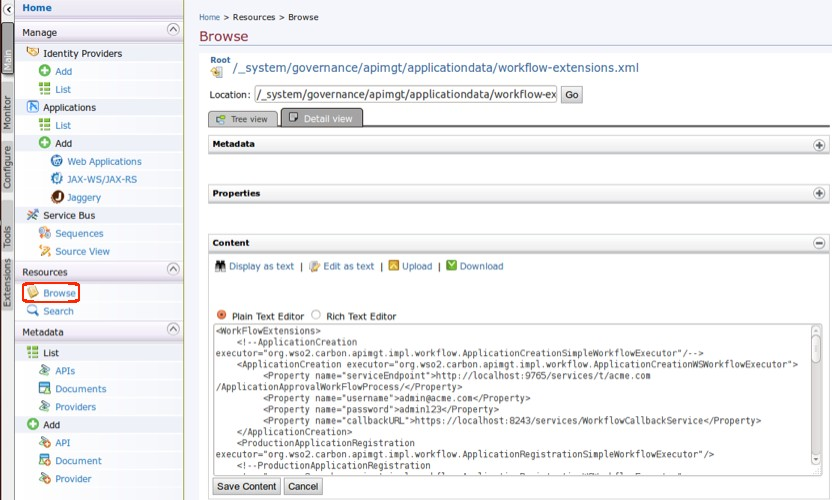 Home
Manage
Identity Providers
Add
List
Applications
List
Add
Web Applications
JAX-WS/JAX-RS
Jaggery
Service Bus
Sequences
Source View
Resources
Browse
Search
Metadata
List
APIs
Documents
Providers
Add
API
Document
Provider
Main
Monitor
Configure
Tools
Extensions
Home > Resources > Browse
Browse
Root
/_system/governance/apimgt/applicationdata/workflow-extensions.xml
Location: /_system/governance/apimgt/applicationdata/workflow-ex Go
Tree view Detail view
Metadata
Properties
Content
Display as text | Edit as text | Upload | Download
Plain Text Editor Rich Text Editor
<WorkFlowExtensions>
<!--ApplicationCreation
executor="org.wso2.carbon.apimgt.impl.workflow.ApplicationCreationSimpleWorkflowExecutor"/-->
<ApplicationCreation executor="org.wso2.carbon.apimgt.impl.workflow.ApplicationCreationWSWorkflowExecutor">
<Property name="serviceEndpoint">http://localhost:9765/services/t/acme.com
/ApplicationApprovalWorkFlowProcess/</Property>
<Property name="username">admin@acme.com</Property>
<Property name="password">admin123</Property>
<Property name="callbackURL">https://localhost:8243/services/WorkflowCallbackService</Property>
</ApplicationCreation>
<ProductionApplicationRegistration
executor="org.wso2.carbon.apimgt.impl.workflow.ApplicationRegistrationSimpleWorkflowExecutor"/>
<!--ProductionApplicationRegistration
Save Content Cancel